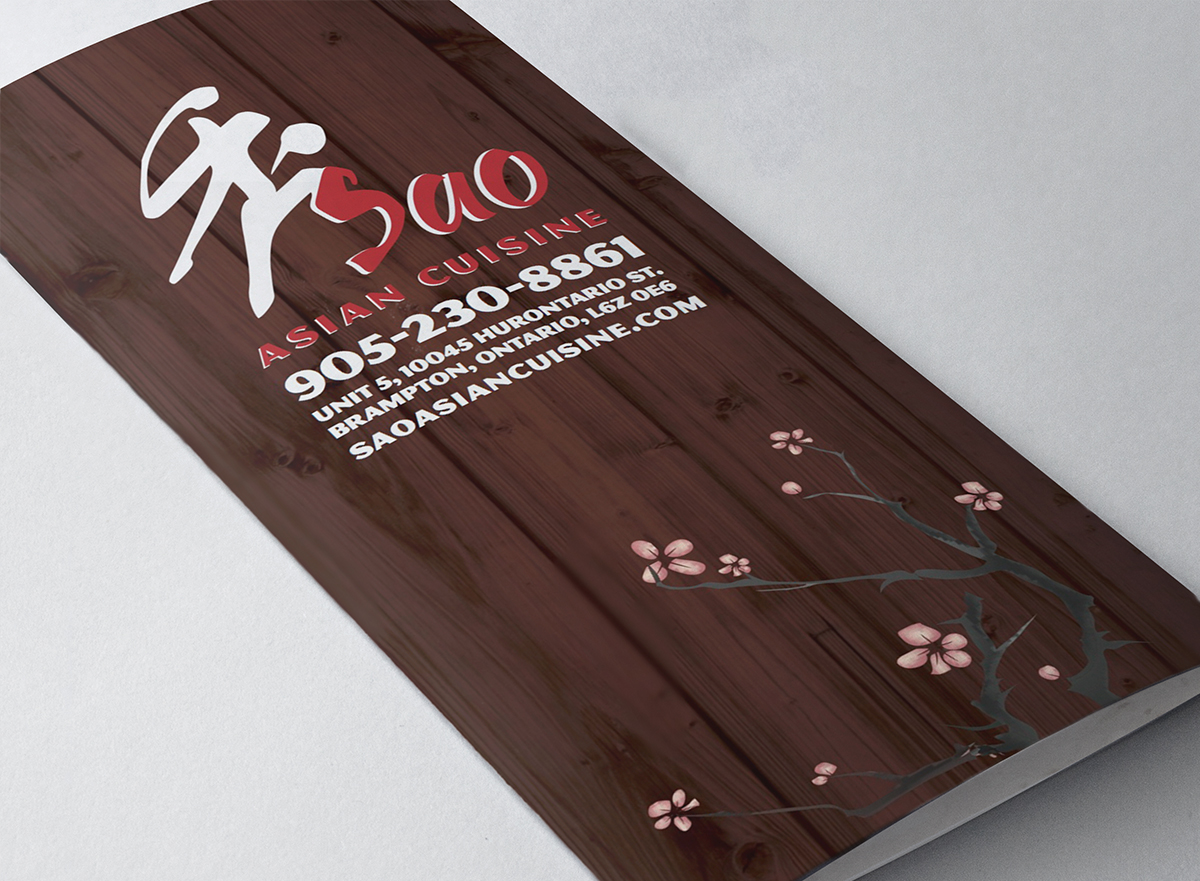 sao
ASIAN CUISINE
905-230-8861
UNIT 5, 10045 HURONTARIO ST.
BRAMPTON, ONTARIO, L6Z 0E6
SAOASIANCUISINE.COM